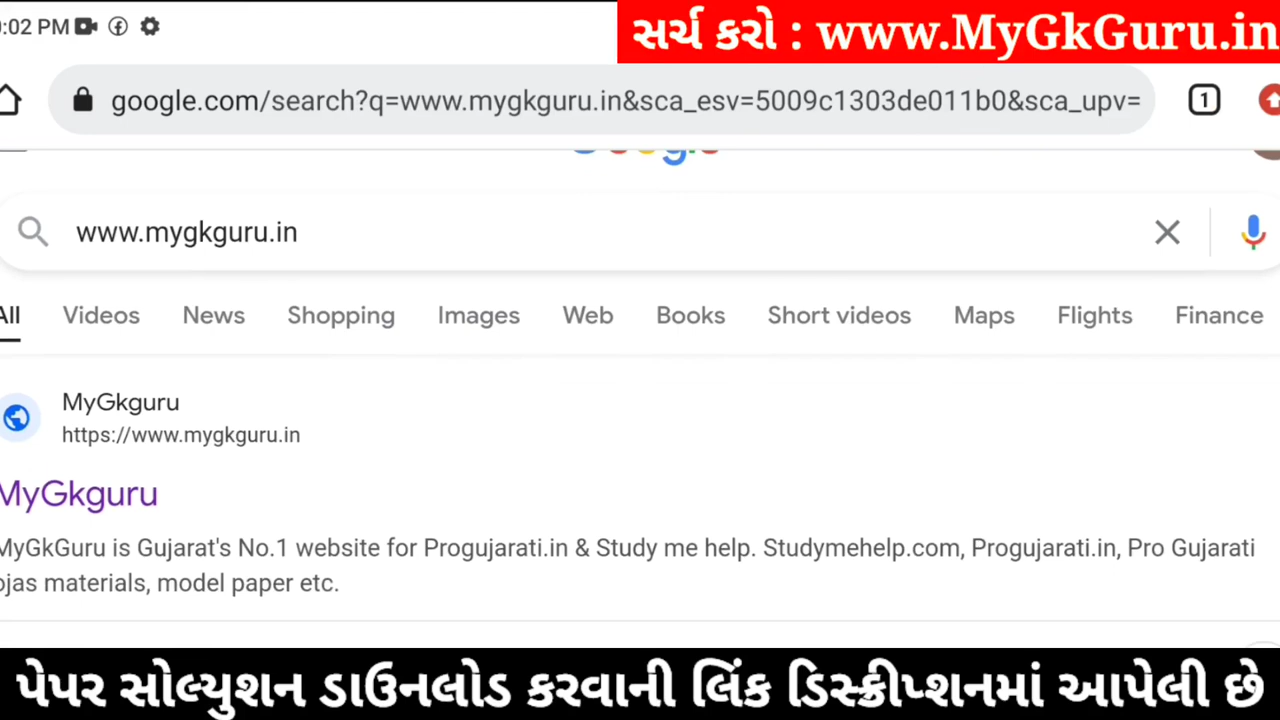 :02 PM
સર્ચ કરો : www.MyGkGuru.in
google.com/search?q=www.mygkguru.in&sca_esv=5009c1303de011b0&sca_upv=
1
www.mygkguru.in
All Videos News Shopping Images Web Books Short videos Maps Flights Finance
MyGkguru
https://www.mygkguru.in
MyGkguru
MyGkGuru is Gujarat's No.1 website for Progujarati.in & Study me help. Studymehelp.com, Progujarati.in, Pro Gujarati
ojas materials, model paper etc.
પેપર સોલ્યુશન ડાઉનલોડ કરવાની લિંક ડિસ્ક્રીપ્શનમાં આપેલી છે